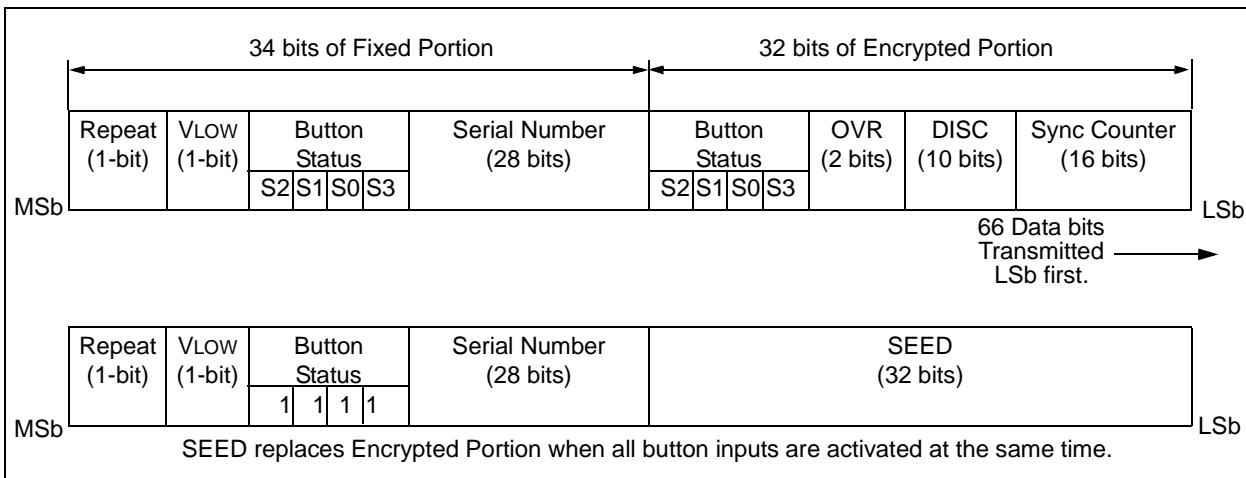 34 bits of Fixed Portion
32 bits of Encrypted Portion
Repeat
(1-bit)
VLOW
(1-bit)
Button
Status
S2 S1 S0 S3
Serial Number
(28 bits)
Button
Status
S2 S1 S0 S3
OVR
(2 bits)
DISC
(10 bits)
Sync Counter
(16 bits)
MSb
LSb
66 Data bits
Transmitted
LSb first.
Repeat
(1-bit)
VLOW
(1-bit)
Button
Status
1 1 1 1
Serial Number
(28 bits)
SEED
(32 bits)
MSb
LSb
SEED replaces Encrypted Portion when all button inputs are activated at the same time.